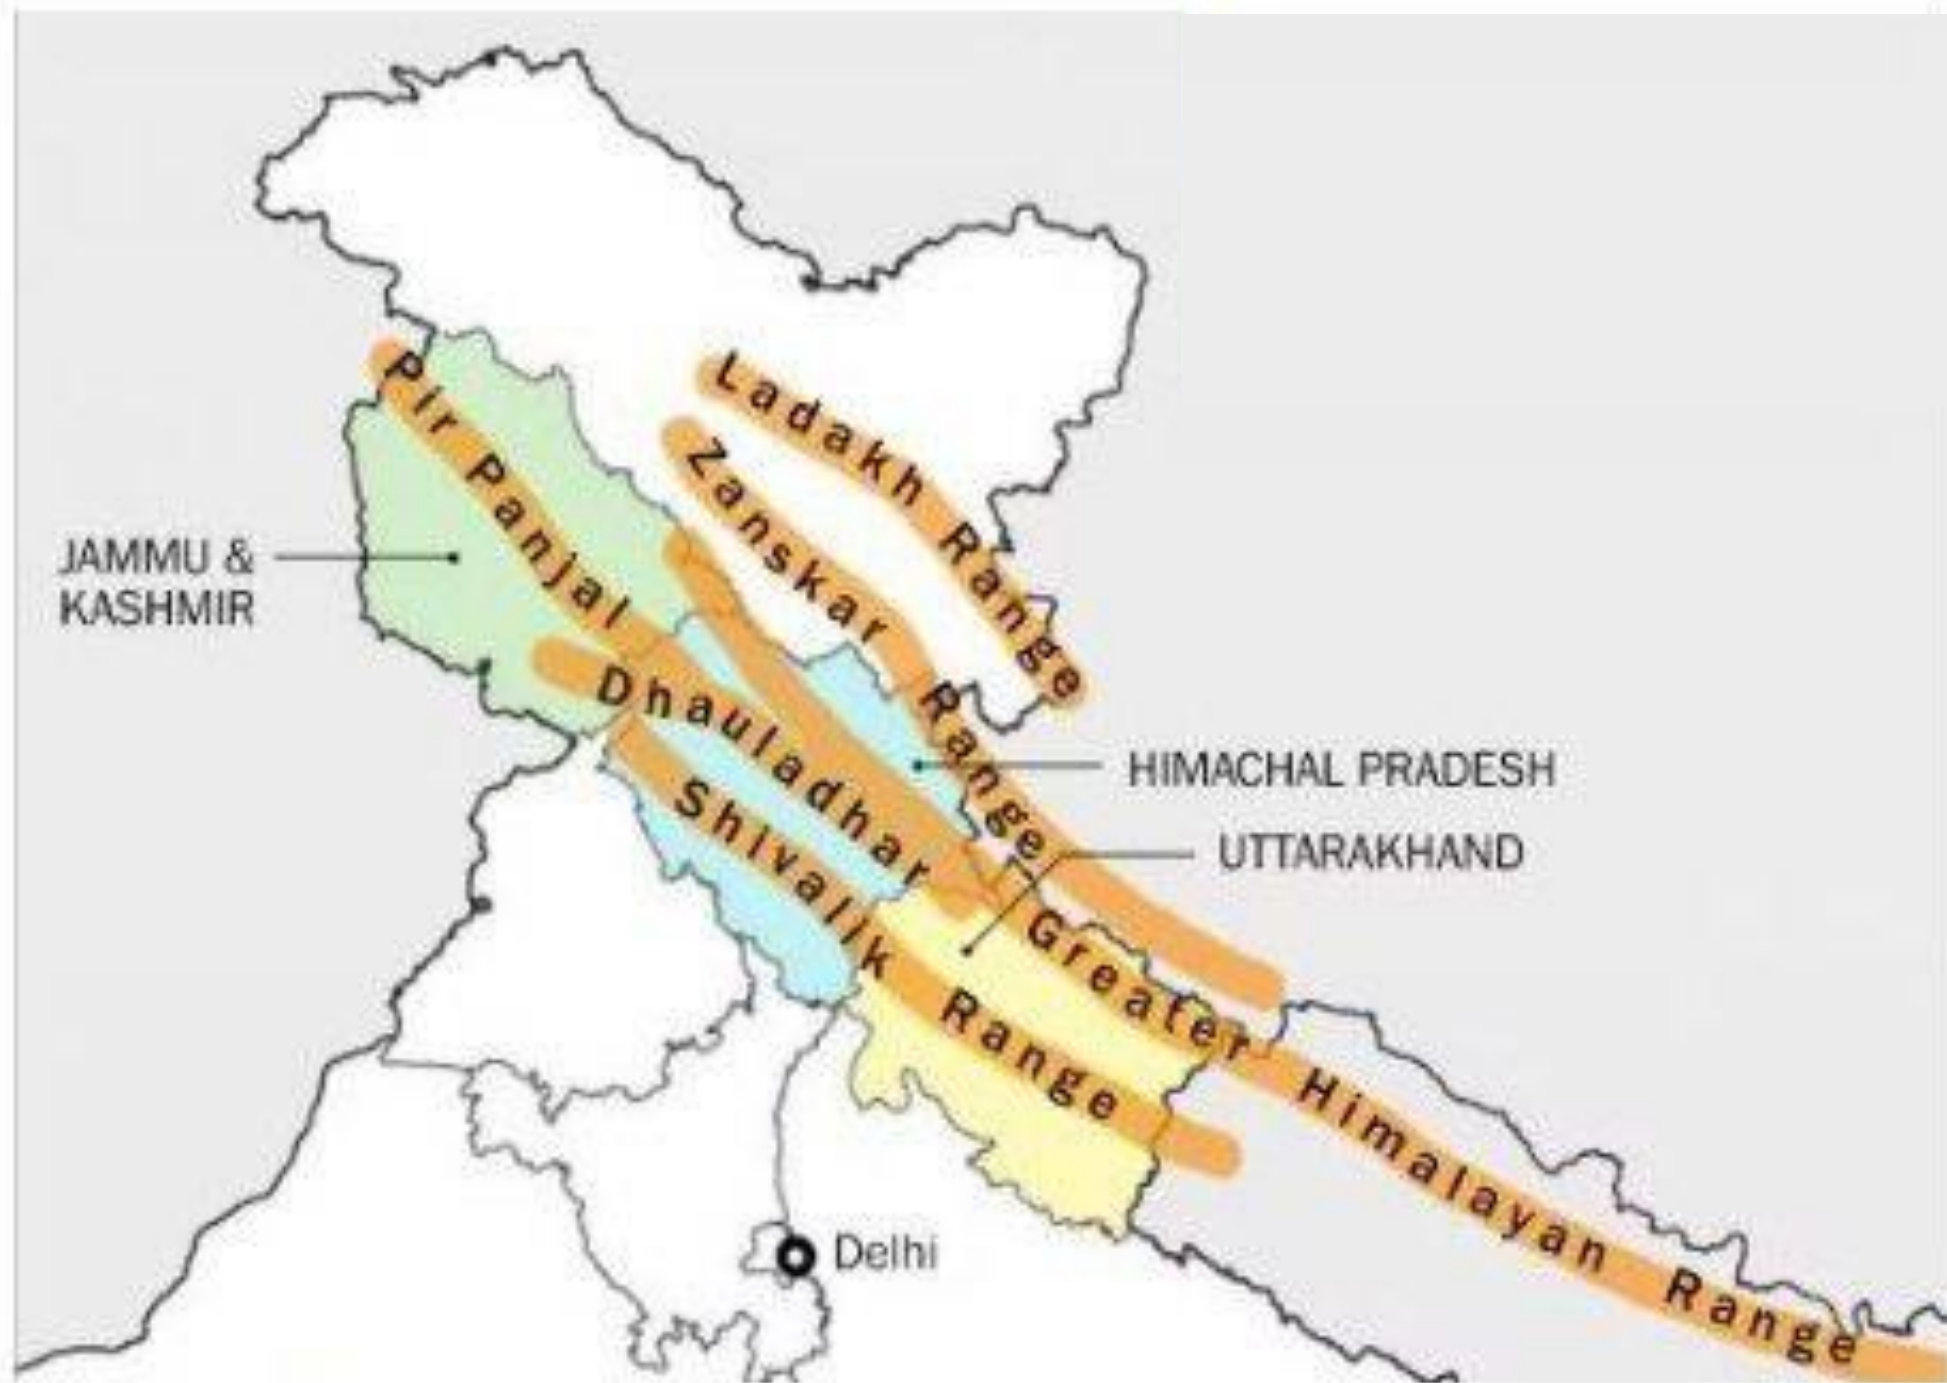 Pir Panjal
Ladakh Range
Zanskar Range
JAMMU &
KASHMIR
Dhauladhar
HIMACHAL PRADESH
Shivalik Range
UTTARAKHAND
Greater Himalayan Range
Delhi